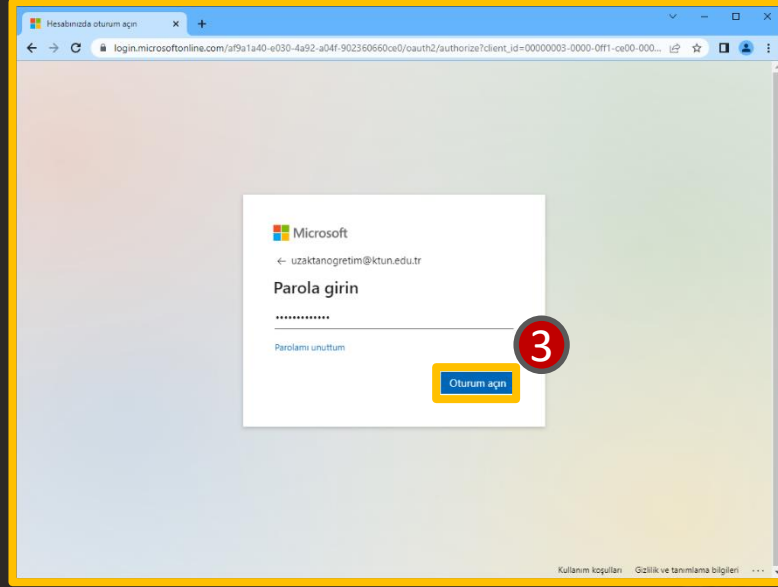 Hesabınızda oturum açın
login.microsoftonline.com/af9a1a40-e030-4a92-a04f-902360660ce0/oauth2/authorize?client_id=00000003-0000-0ff1-ce00-000...
Microsoft
← uzaktanogretim@ktun.edu.tr
Parola girin
•••••••••••••
Parolamı unuttum
3
Oturum açın
Kullanım koşulları Gizlilik ve tanımlama bilgileri ...